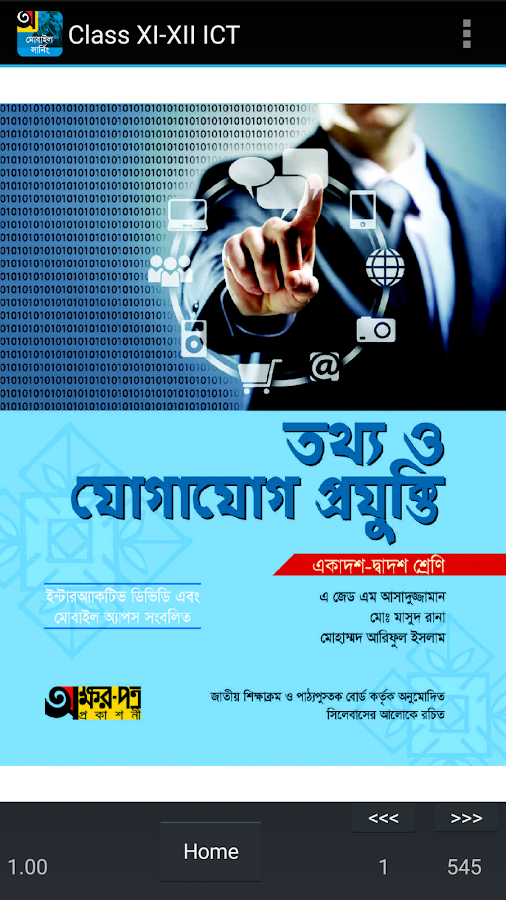 মোবাইল
লার্নিং
Class XI-XII ICT
তথ্য ও
যোগাযোগ প্রযুক্তি
একাদশ-দ্বাদশ শ্রেণি
ইন্টারঅ্যাকটিভ ডিভিডি এবং
মোবাইল অ্যাপস সংবলিত
এ জেড এম আসাদুজ্জামান
মোঃ মাসুদ রানা
মোহাম্মদ আরিফুল ইসলাম
অক্ষর-পত্র
প্রকাশনী
জাতীয় শিক্ষাক্রম ও পাঠ্যপুস্তক বোর্ড কর্তৃক অনুমোদিত
সিলেবাসের আলোকে রচিত
<<< >>>
Home
1.00 1 545